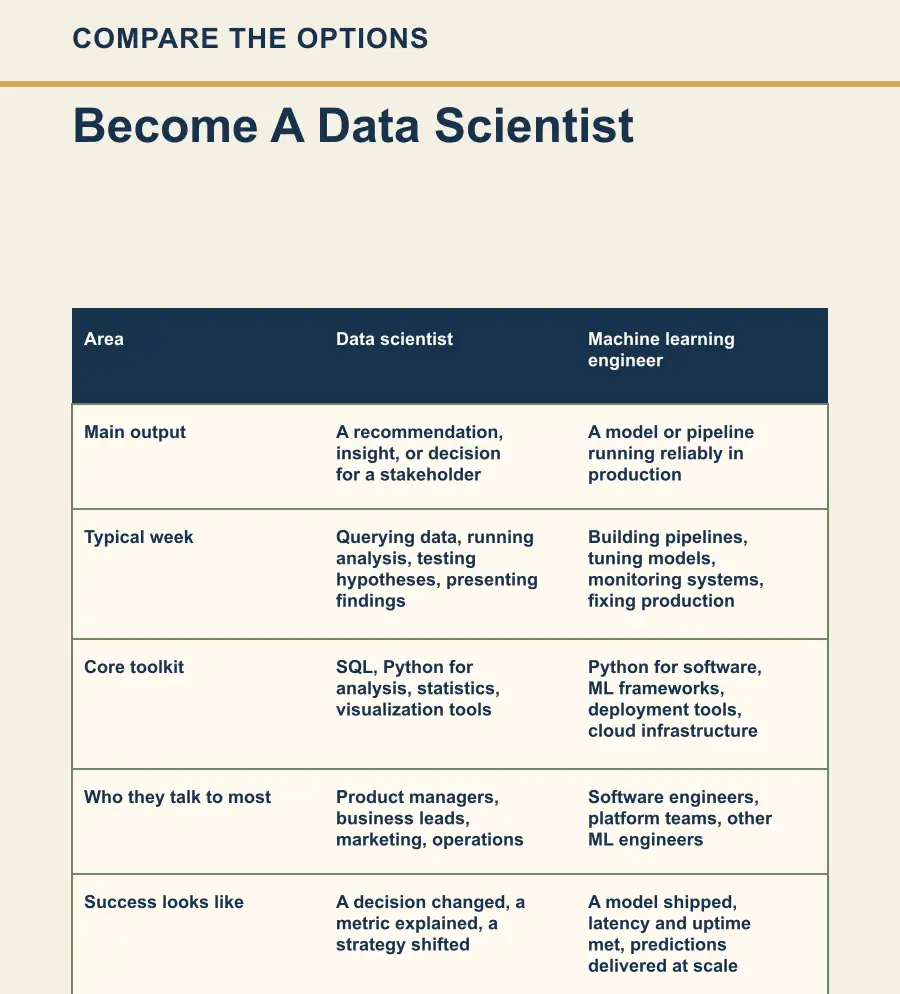 COMPARE THE OPTIONS
Become A Data Scientist
Area
Data scientist
Machine learning
engineer
Main output
A recommendation,
insight, or decision
for a stakeholder
A model or pipeline
running reliably in
production
Typical week
Querying data, running
analysis, testing
hypotheses, presenting
findings
Building pipelines,
tuning models,
monitoring systems,
fixing production
Core toolkit
SQL, Python for
analysis, statistics,
visualization tools
Python for software,
ML frameworks,
deployment tools,
cloud infrastructure
Who they talk to most
Product managers,
business leads,
marketing, operations
Software engineers,
platform teams, other
ML engineers
Success looks like
A decision changed, a
metric explained, a
strategy shifted
A model shipped,
latency and uptime
met, predictions
delivered at scale